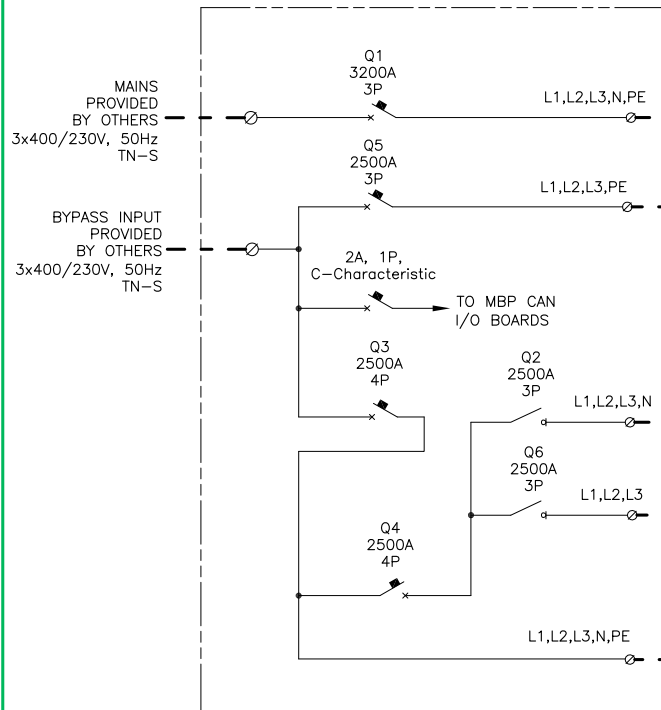 Q1
3200A
3P
MAINS
PROVIDED
BY OTHERS
3x400/230V, 50Hz
TN-S
L1,L2,L3,N,PE
Q5
2500A
3P
L1,L2,L3,PE
BYPASS INPUT
PROVIDED
BY OTHERS
3x400/230V, 50Hz
TN-S
2A, 1P,
C-Characteristic
TO MBP CAN
I/O BOARDS
Q3
2500A
4P
Q2
2500A
3P
L1,L2,L3,N
Q6
2500A
3P
L1,L2,L3
Q4
2500A
4P
L1,L2,L3,N,PE